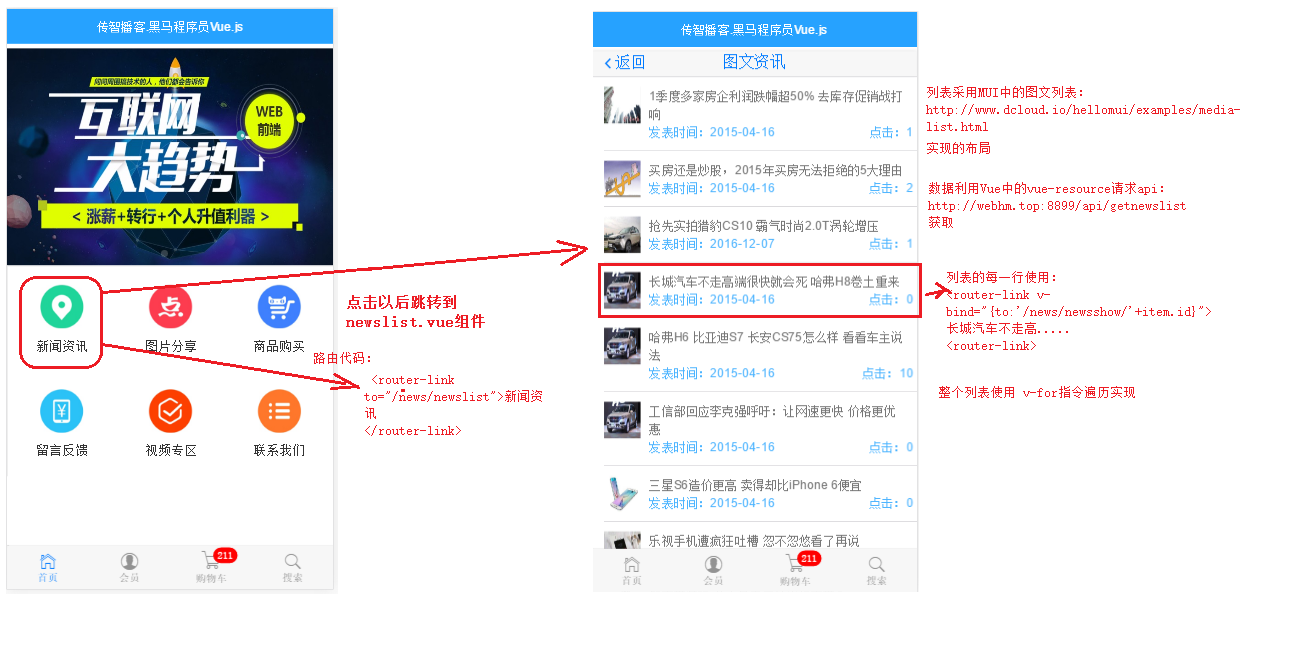 传智播客.黑马程序员Vue.js
同同周围搞技术的人，他们都会告诉你
互联网
大趋势
WEB
前端
< 涨薪+转行+个人升值利器 >
新闻资讯
图片分享
商品购买
留言反馈
视频专区
联系我们
首页
会员
211
购物车
搜索
点击以后跳转到
newslist.vue组件
路由代码：
<router-link
to="/news/newslist">新闻资
讯
</router-link>
传智播客.黑马程序员Vue.js
返回
图文资讯
1季度多家房企利润跌幅超50% 去库存促销战打
响
发表时间：2015-04-16 点击：1
买房还是炒股，2015年买房无法拒绝的5大理由
发表时间：2015-04-16 点击：2
抢先实拍猎豹CS10 霸气时尚2.0T涡轮增压
发表时间：2016-12-07 点击：1
长城汽车不走高端很快就会死 哈弗H8卷土重来
发表时间：2015-04-16 点击：0
哈弗H6 比亚迪S7 长安CS75怎么样 看看车主说
法
发表时间：2015-04-16 点击：10
工信部回应李克强呼吁：让网速更快 价格更优
惠
发表时间：2015-04-16 点击：0
三星S6造价更高 卖得却比iPhone 6便宜
发表时间：2015-04-16 点击：0
乐视手机遭疯狂吐槽 忽不忽悠看了再说
首页
会员
211
购物车
搜索
列表采用MUI中的图文列表：
http://www.dcloud.io/hellomui/examples/media-
list.html
实现的布局
数据利用Vue中的vue-resource请求api：
http://webhm.top:8899/api/getnewslist
获取
列表的每一行使用：
<router-link v-
bind="{to:'/news/newsshow/'+item.id}">
长城汽车不走高.....
<router-link>
整个列表使用 v-for指令遍历实现